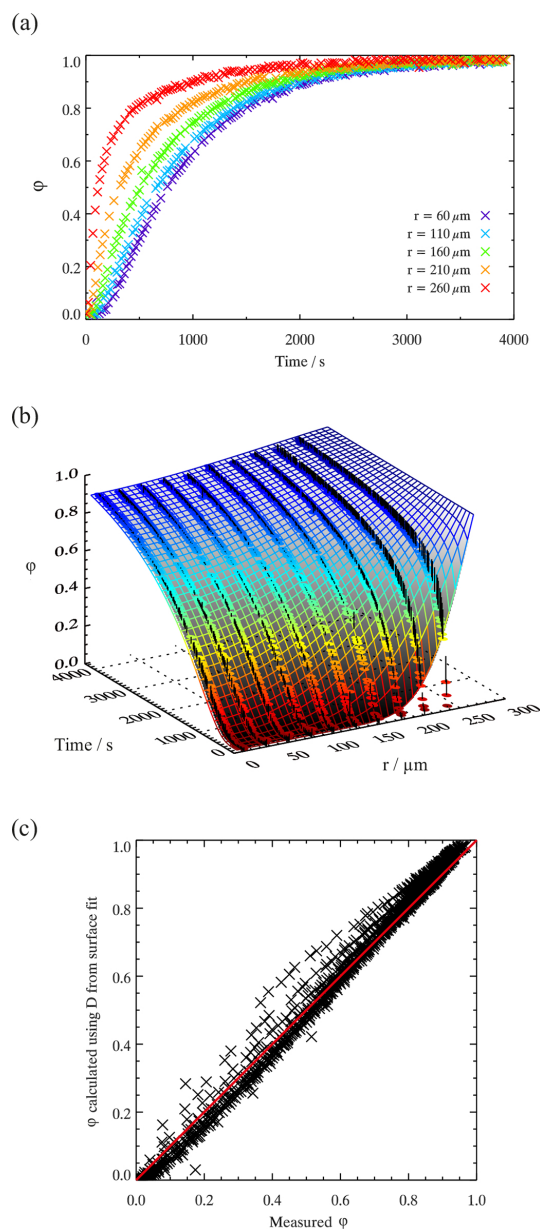 (a)
1.0
0.8
0.6
0.4
0.2
0.0
φ
r = 60 μm
r = 110 μm
r = 160 μm
r = 210 μm
r = 260 μm
0 1000 2000 3000 4000
Time / s
(b)
1.0
0.8
0.6
0.4
0.2
0.0
φ
4000
3000
2000
1000
0
Time / s
0 50 100 150 200 250 300
r / μm
(c)
1.0
0.8
0.6
0.4
0.2
0.0
φ calculated using D from surface fit
0.0 0.2 0.4 0.6 0.8 1.0
Measured φ